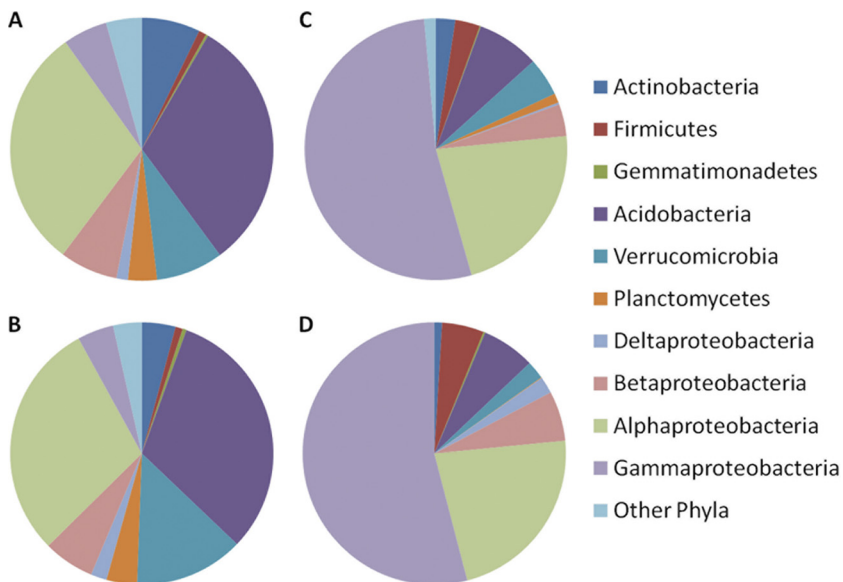 A
C
B
D
Actinobacteria
Firmicutes
Gemmatimonadetes
Acidobacteria
Verrucomicrobia
Planctomycetes
Deltaproteobacteria
Betaproteobacteria
Alphaproteobacteria
Gammaproteobacteria
Other Phyla